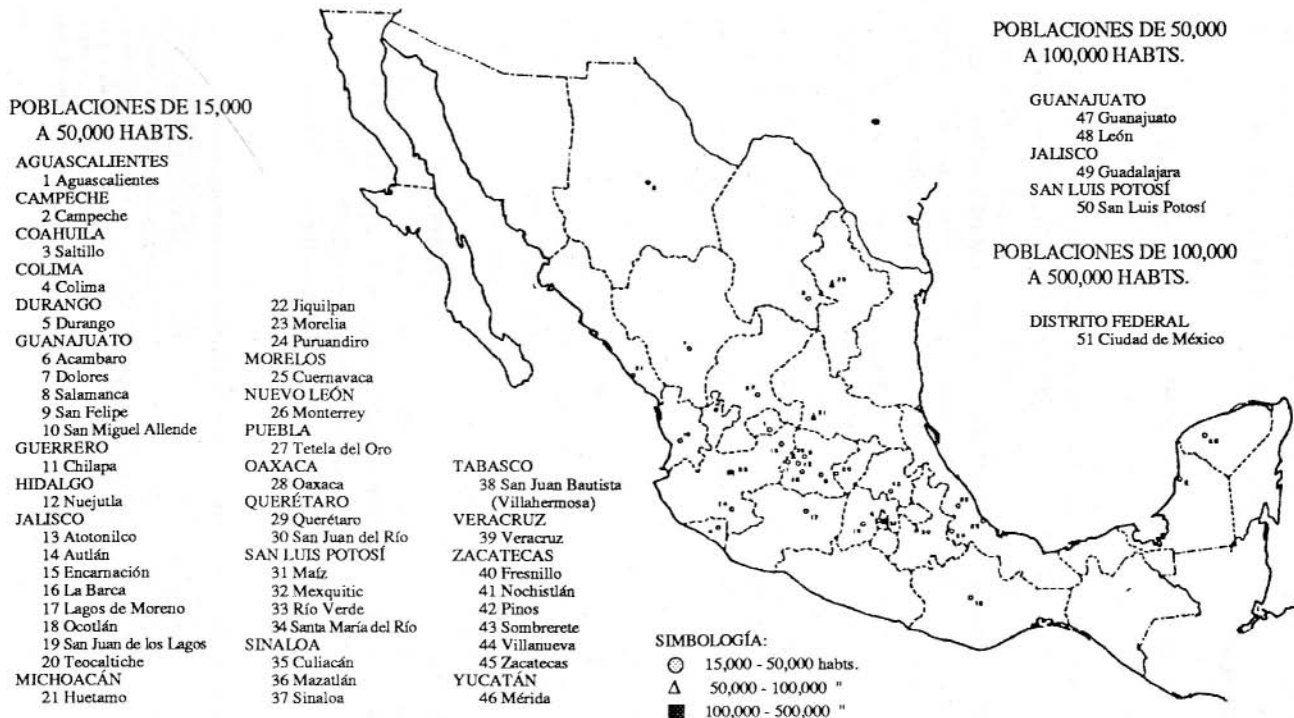 POBLACIONES DE 15,000
A 50,000 HABTS.
AGUASCALIENTES
1 Aguascalientes
CAMPECHE
2 Campeche
COAHUILA
3 Saltillo
COLIMA
4 Colima
DURANGO
5 Durango
GUANAJUATO
6 Acambaro
7 Dolores
8 Salamanca
9 San Felipe
10 San Miguel Allende
GUERRERO
11 Chilapa
HIDALGO
12 Nuejutla
JALISCO
13 Atotonilco
14 Autlán
15 Encarnación
16 La Barca
17 Lagos de Moreno
18 Ocotlán
19 San Juan de los Lagos
20 Teocaltiche
MICHOACÁN
21 Huetamo
22 Jiquilpan
23 Morelia
24 Puruandiro
MORELOS
25 Cuernavaca
NUEVO LEÓN
26 Monterrey
PUEBLA
27 Tetela del Oro
OAXACA
28 Oaxaca
QUERÉTARO
29 Querétaro
30 San Juan del Río
SAN LUIS POTOSÍ
31 Maíz
32 Mexquitic
33 Río Verde
34 Santa María del Río
SINALOA
35 Culiacán
36 Mazatlán
37 Sinaloa
TABASCO
38 San Juan Bautista
(Villahermosa)
VERACRUZ
39 Veracruz
ZACATECAS
40 Fresnillo
41 Nochistlán
42 Pinos
43 Sombrerete
44 Villanueva
45 Zacatecas
YUCATÁN
46 Mérida
POBLACIONES DE 50,000
A 100,000 HABTS.
GUANAJUATO
47 Guanajuato
48 León
JALISCO
49 Guadalajara
SAN LUIS POTOSÍ
50 San Luis Potosí
POBLACIONES DE 100,000
A 500,000 HABTS.
DISTRITO FEDERAL
51 Ciudad de México
SIMBOLOGÍA:
15,000 - 50,000 habts.
50,000 - 100,000 "
100,000 - 500,000 "